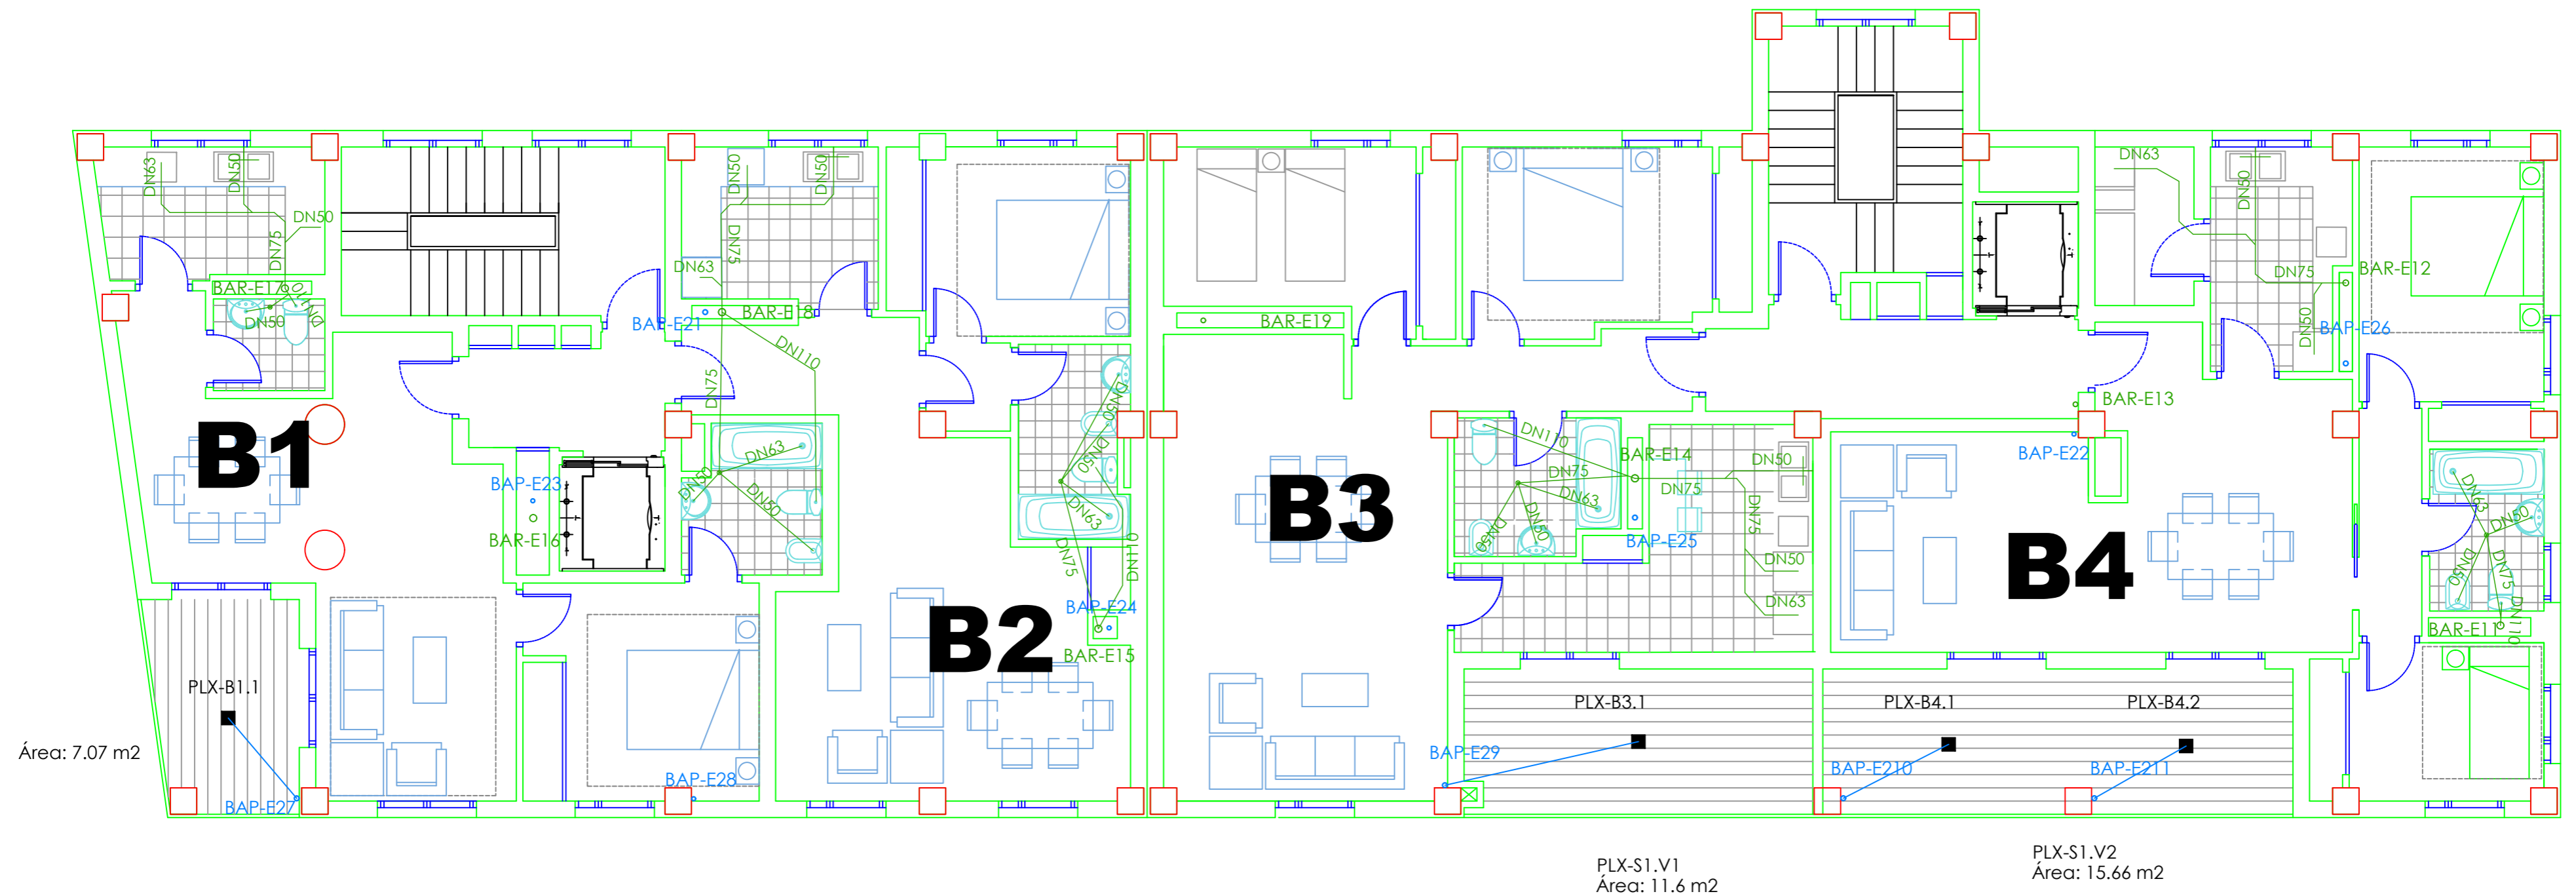 DN63
DN50
DN50
DN75
BAR-E17
DN110
DN50
DN50
DN50
DN75
DN63
BAP-E21
BAR-E18
DN110
DN75
BAR-E19
DN63
DN50
DN75
BAR-E12
DN50
BAP-E26
BAR-E13
B1
BAP-E23
BAR-E16
DN63
DN50
DN50
DN50
DN50
DN63
DN75
DN110
BAP-E24
BAR-E15
B2
B3
DN110
DN75
DN63
DN50
DN50
BAR-E14
DN75
DN50
DN75
BAP-E25
DN50
DN63
BAP-E22
B4
DN63
DN50
DN50
DN75
DN110
BAR-E11
PLX-B1.1
Área: 7.07 m2
BAP-E27
BAP-E28
BAP-E29
PLX-B3.1
PLX-B4.1
PLX-B4.2
BAP-E210
BAP-E211
PLX-S1.V1
Área: 11.6 m2
PLX-S1.V2
Área: 15.66 m2